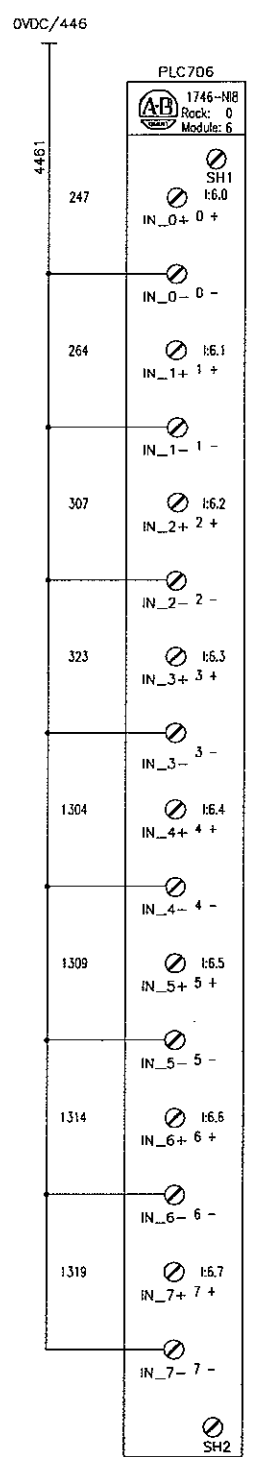 0VDC/446
4461
PLC706
A-B
1746-NI8
Rack: 0
Module: 6
SH1
247
I:6.0
IN_0+ 0 +
IN_0- 0 -
264
I:6.1
IN_1+ 1 +
IN_1- 1 -
307
I:6.2
IN_2+ 2 +
IN_2- 2 -
323
I:6.3
IN_3+ 3 +
IN_3- 3 -
1304
I:6.4
IN_4+ 4 +
IN_4- 4 -
1309
I:6.5
IN_5+ 5 +
IN_5- 5 -
1314
I:6.6
IN_6+ 6 +
IN_6- 6 -
1319
I:6.7
IN_7+ 7 +
IN_7- 7 -
SH2